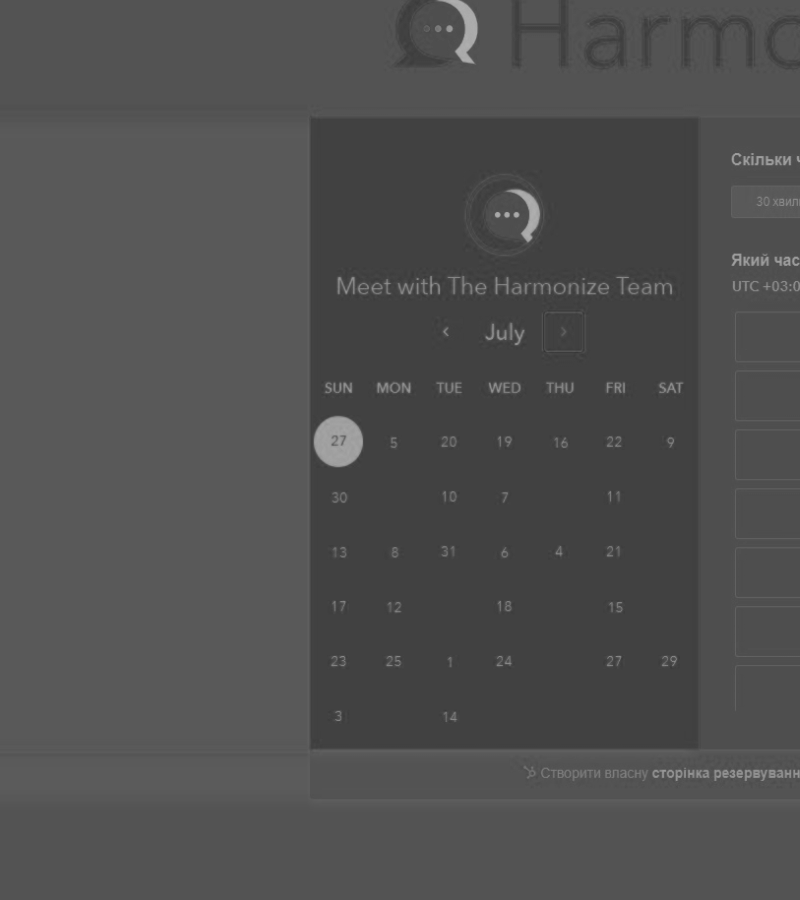 Harmo
Meet with The Harmonize Team
July
SUN MON TUE WED THU FRI SAT
27 5 20 19 16 22 9
30 10 7 11
13 8 31 6 4 21
17 12 18 15
23 25 1 24 27 29
3 14
Скільки ч
30 хвил
Який час
UTC +03:0
Створити власну сторінка резервуванн